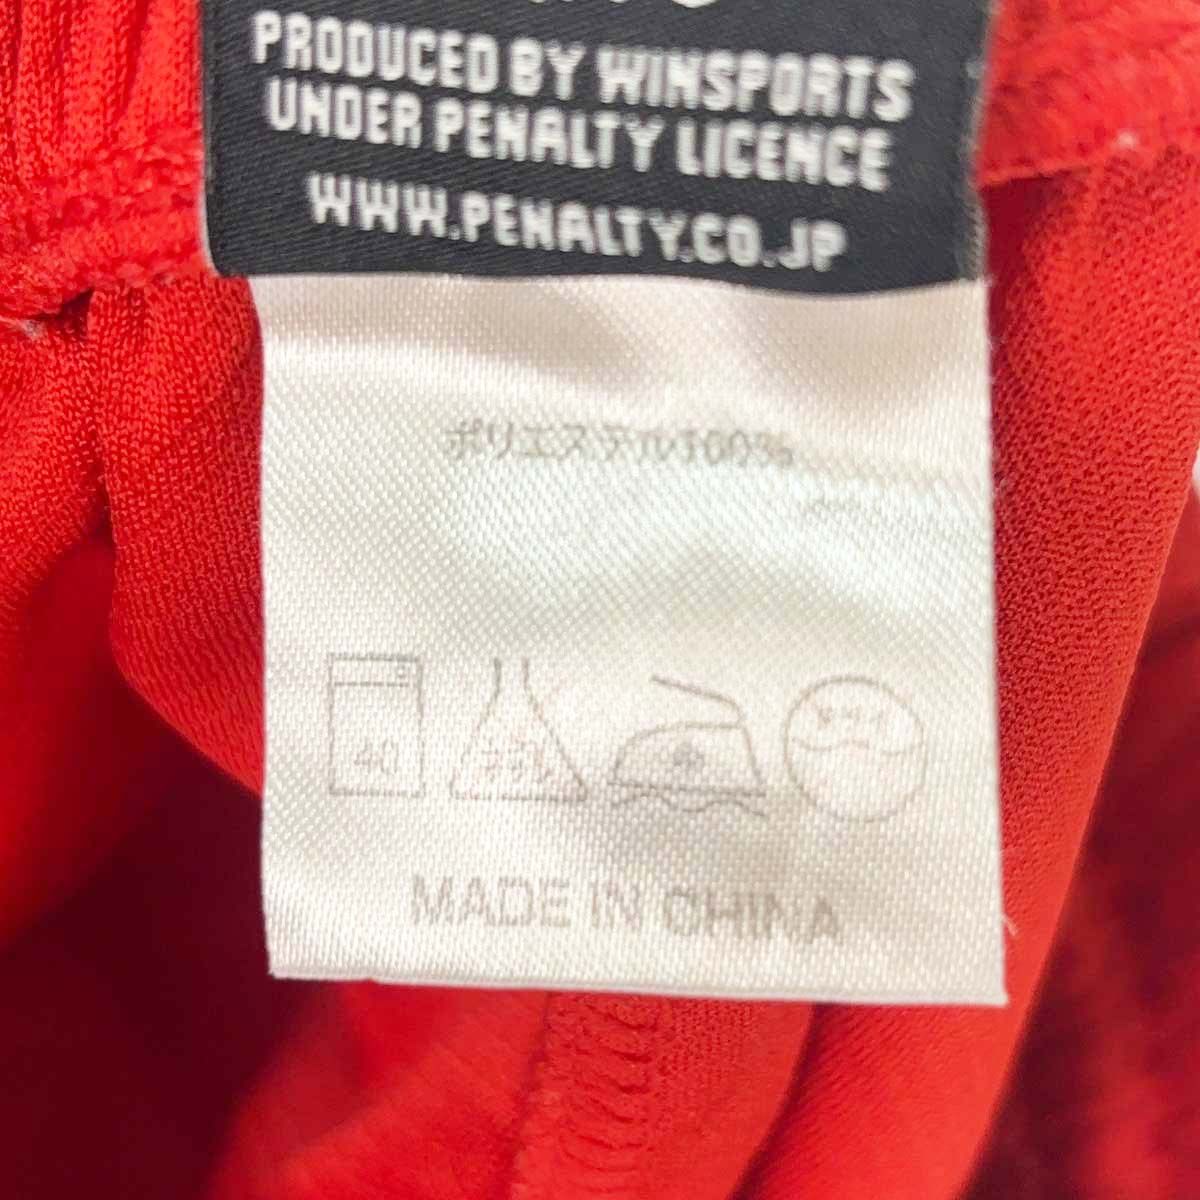 PRODUCED BY WINSPORTS
UNDER PENALTY LICENCE
WWW.PENALTY.CO.JP
ポリエステル100%
40
中
MADE IN CHINA